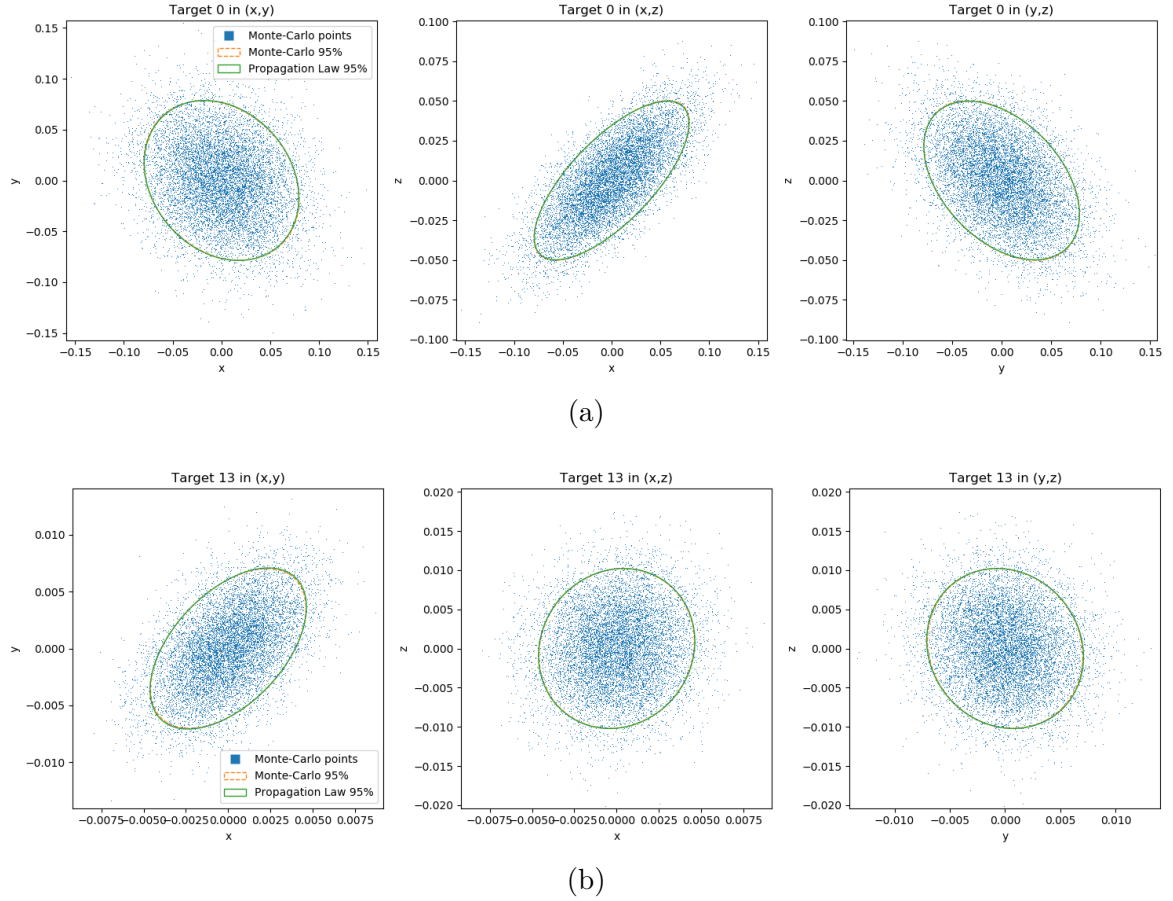 Target 0 in (x,y)
0.15
0.10
0.05
0.00
−0.05
−0.10
−0.15
y
Monte-Carlo points
Monte-Carlo 95%
Propagation Law 95%
−0.15 −0.10 −0.05 0.00 0.05 0.10 0.15
x
Target 0 in (x,z)
0.100
0.075
0.050
0.025
0.000
−0.025
−0.050
−0.075
−0.100
z
−0.15 −0.10 −0.05 0.00 0.05 0.10 0.15
x
Target 0 in (y,z)
0.100
0.075
0.050
0.025
0.000
−0.025
−0.050
−0.075
−0.100
z
−0.15 −0.10 −0.05 0.00 0.05 0.10 0.15
y
(a)
Target 13 in (x,y)
0.010
0.005
0.000
−0.005
−0.010
y
Monte-Carlo points
Monte-Carlo 95%
Propagation Law 95%
−0.0075 −0.0050 −0.0025 0.0000 0.0025 0.0050 0.0075
x
Target 13 in (x,z)
0.020
0.015
0.010
0.005
0.000
−0.005
−0.010
−0.015
−0.020
z
−0.0075 −0.0050 −0.0025 0.0000 0.0025 0.0050 0.0075
x
Target 13 in (y,z)
0.020
0.015
0.010
0.005
0.000
−0.005
−0.010
−0.015
−0.020
z
−0.010 −0.005 0.000 0.005 0.010
y
(b)